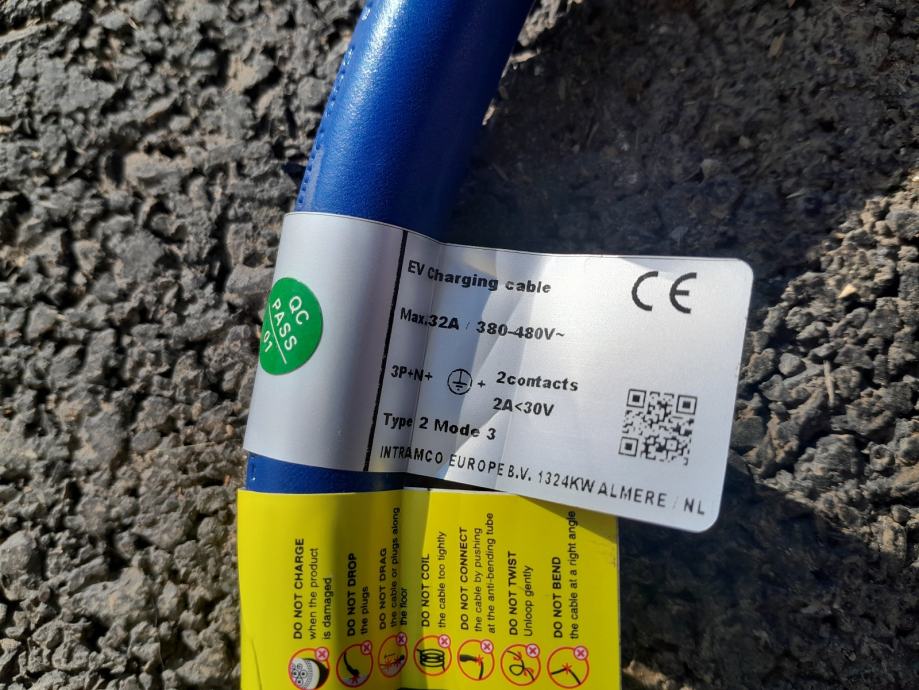 QC
PASS
01
EV Charging cable
CE
Max.32A / 380-480V~
3P+N+ + 2contacts
2A<30V
Type 2 Mode 3
INTRAMCO EUROPE B.V. 1324KW ALMERE / NL
DO NOT CHARGE
when the product
is damaged
DO NOT DROP
the plugs
DO NOT DRAG
the cable or plugs along
the floor
DO NOT COIL
the cable too tightly
DO NOT CONNECT
the cable by pushing
at the anti-bending tube
DO NOT TWIST
Unloop gently
DO NOT BEND
the cable at a right angle